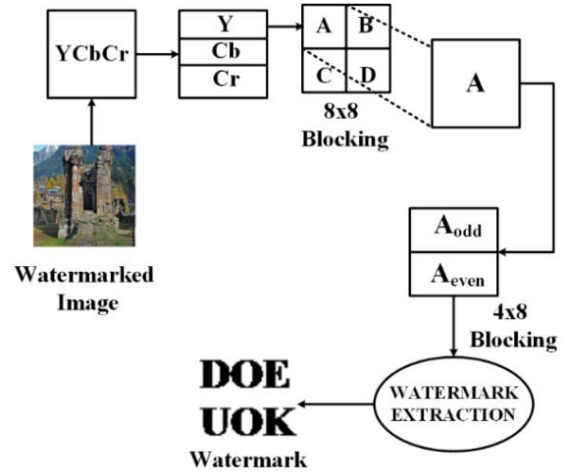 YCbCr
Y
Cb
Cr
A B
C D
8x8
Blocking
A
Watermarked
Image
Aodd
Aeven
4x8
Blocking
WATERMARK
EXTRACTION
DOE
UOK
Watermark